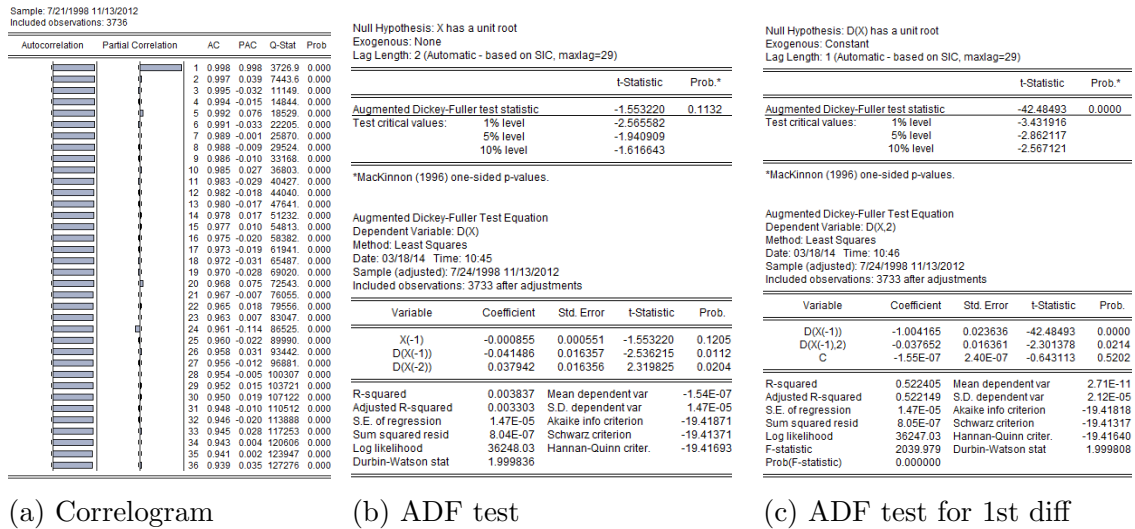 Sample: 7/21/1998 11/13/2012
Included observations: 3736
Autocorrelation Partial Correlation AC PAC Q-Stat Prob
1 0.998 0.998 3726.9 0.000
2 0.997 0.039 7443.6 0.000
3 0.995 -0.032 11149. 0.000
4 0.994 -0.015 14844. 0.000
5 0.992 0.076 18529. 0.000
6 0.991 -0.033 22205. 0.000
7 0.989 -0.001 25870. 0.000
8 0.988 -0.009 29524. 0.000
9 0.986 -0.010 33168. 0.000
10 0.985 0.027 36803. 0.000
11 0.983 -0.029 40427. 0.000
12 0.982 -0.018 44040. 0.000
13 0.980 -0.017 47641. 0.000
14 0.978 0.017 51232. 0.000
15 0.977 0.010 54813. 0.000
16 0.975 -0.020 58382. 0.000
17 0.973 -0.019 61941. 0.000
18 0.972 -0.031 65487. 0.000
19 0.970 -0.028 69020. 0.000
20 0.968 0.075 72543. 0.000
21 0.967 -0.007 76055. 0.000
22 0.965 0.018 79556. 0.000
23 0.963 0.007 83047. 0.000
24 0.961 -0.114 86525. 0.000
25 0.960 -0.022 89990. 0.000
26 0.958 0.031 93442. 0.000
27 0.956 -0.012 96881. 0.000
28 0.954 -0.005 100307 0.000
29 0.952 0.015 103721 0.000
30 0.950 0.019 107122 0.000
31 0.948 -0.010 110512 0.000
32 0.946 -0.020 113888 0.000
33 0.945 0.028 117253 0.000
34 0.943 0.004 120606 0.000
35 0.941 0.002 123947 0.000
36 0.939 0.035 127276 0.000
(a) Correlogram
Null Hypothesis: X has a unit root
Exogenous: None
Lag Length: 2 (Automatic - based on SIC, maxlag=29)
t-Statistic Prob.*
Augmented Dickey-Fuller test statistic -1.553220 0.1132
Test critical values: 1% level -2.565582
5% level -1.940909
10% level -1.616643
*MacKinnon (1996) one-sided p-values.
Augmented Dickey-Fuller Test Equation
Dependent Variable: D(X)
Method: Least Squares
Date: 03/18/14 Time: 10:45
Sample (adjusted): 7/24/1998 11/13/2012
Included observations: 3733 after adjustments
Variable Coefficient Std. Error t-Statistic Prob.
X(-1) -0.000855 0.000551 -1.553220 0.1205
D(X(-1)) -0.041486 0.016357 -2.536215 0.0112
D(X(-2)) 0.037942 0.016356 2.319825 0.0204
R-squared 0.003837 Mean dependent var -1.54E-07
Adjusted R-squared 0.003303 S.D. dependent var 1.47E-05
S.E. of regression 1.47E-05 Akaike info criterion -19.41871
Sum squared resid 8.04E-07 Schwarz criterion -19.41371
Log likelihood 36248.03 Hannan-Quinn criter. -19.41693
Durbin-Watson stat 1.999836
(b) ADF test
Null Hypothesis: D(X) has a unit root
Exogenous: Constant
Lag Length: 1 (Automatic - based on SIC, maxlag=29)
t-Statistic Prob.*
Augmented Dickey-Fuller test statistic -42.48493 0.0000
Test critical values: 1% level -3.431916
5% level -2.862117
10% level -2.567121
*MacKinnon (1996) one-sided p-values.
Augmented Dickey-Fuller Test Equation
Dependent Variable: D(X,2)
Method: Least Squares
Date: 03/18/14 Time: 10:46
Sample (adjusted): 7/24/1998 11/13/2012
Included observations: 3733 after adjustments
Variable Coefficient Std. Error t-Statistic Prob.
D(X(-1)) -1.004165 0.023636 -42.48493 0.0000
D(X(-1),2) -0.037652 0.016361 -2.301378 0.0214
C -1.55E-07 2.40E-07 -0.643113 0.5202
R-squared 0.522405 Mean dependent var 2.71E-11
Adjusted R-squared 0.522149 S.D. dependent var 2.12E-05
S.E. of regression 1.47E-05 Akaike info criterion -19.41818
Sum squared resid 8.05E-07 Schwarz criterion -19.41317
Log likelihood 36247.03 Hannan-Quinn criter. -19.41640
F-statistic 2039.979 Durbin-Watson stat 1.999808
Prob(F-statistic) 0.000000
(c) ADF test for 1st diff